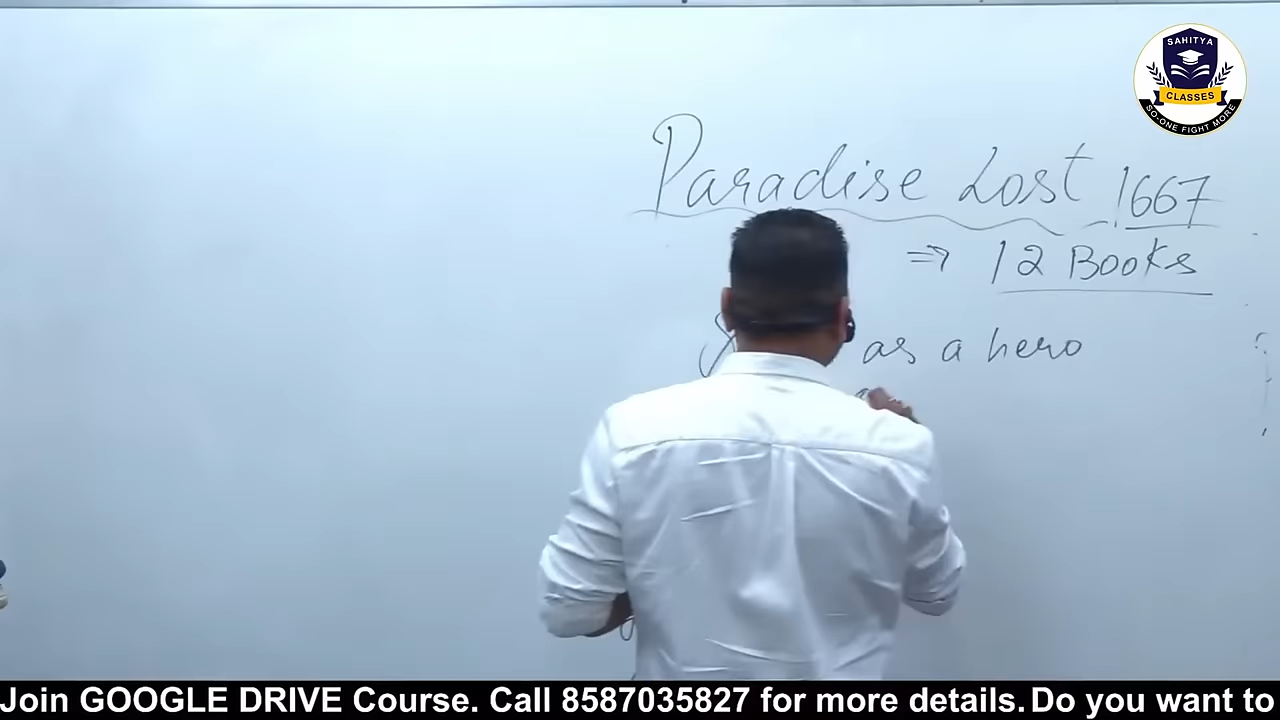 SAHITYA
CLASSES
SO-ONE FIGHT MORE
Paradise Lost 1667
⇒ 12 Books
as a hero
Join GOOGLE DRIVE Course. Call 8587035827 for more details. Do you want to